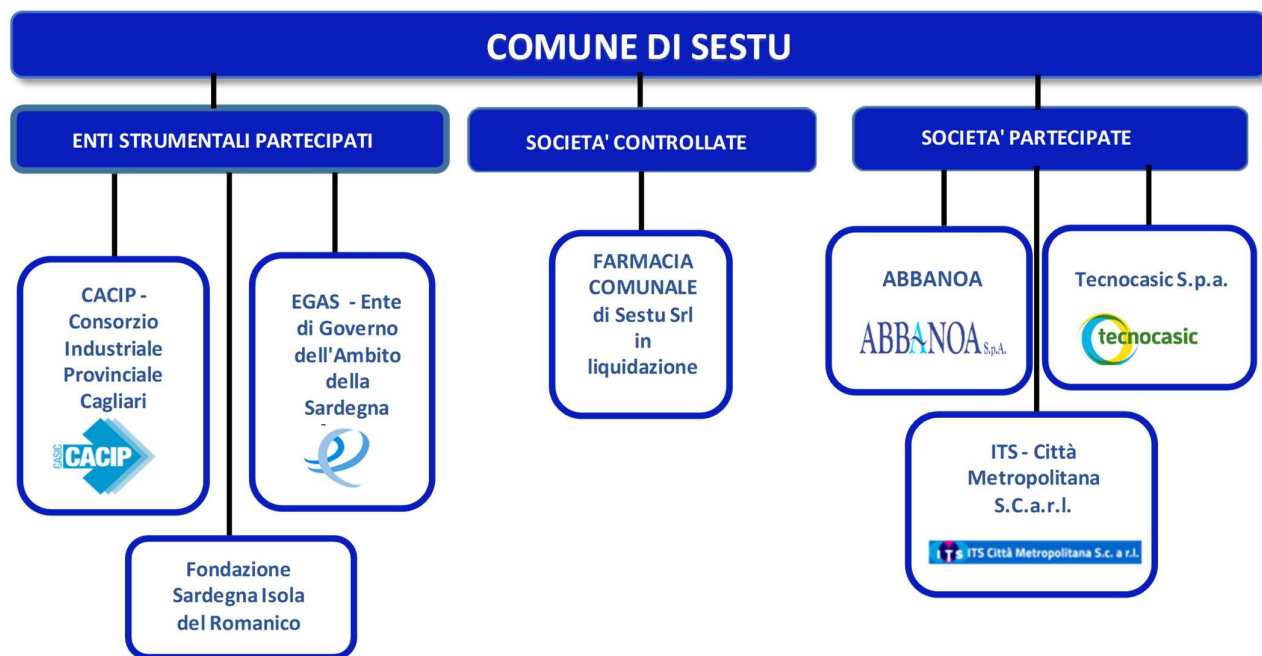 COMUNE DI SESTU
ENTI STRUMENTALI PARTECIPATI
SOCIETA' CONTROLLATE
SOCIETA' PARTECIPATE
CACIP -
Consorzio
Industriale
Provinciale
Cagliari
CASIC
CACIP
EGAS - Ente
di Governo
dell'Ambito
della
Sardegna
Fondazione
Sardegna Isola
del Romanico
FARMACIA
COMUNALE
di Sestu Srl
in
liquidazione
ABBANOA
ABBANOA S.p.A.
Tecnocasic S.p.a.
tecnocasic
ITS - Città
Metropolitana
S.C.a.r.l.
ITS ITS Città Metropolitana S.c. a r.l.